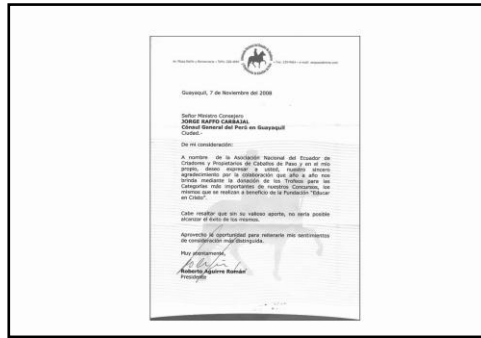 Guayaquil, 7 de Noviembre del 2008
Señor Ministro Consejero
JORGE RAFFO CARBAJAL
Cónsul General del Perú en Guayaquil
Ciudad.-
De mi consideración:
A nombre de la Asociación Nacional del Ecuador de
Criadores y Propietarios de Caballos de Paso y en el mío
propio, deseo expresar a usted, nuestro sincero
agradecimiento por la colaboración que año a año nos
brinda mediante la donación de los Trofeos para las
Categorías más importantes de nuestros Concursos, los
mismos que se realizan a beneficio de la Fundación "Educar
en Cristo".
Cabe resaltar que sin su valioso aporte, no sería posible
alcanzar el éxito de los mismos.
Aprovecho la oportunidad para reiterarle mis sentimientos
de consideración más distinguida.
Muy atentamente,
Roberto Aguirre Román
Presidente